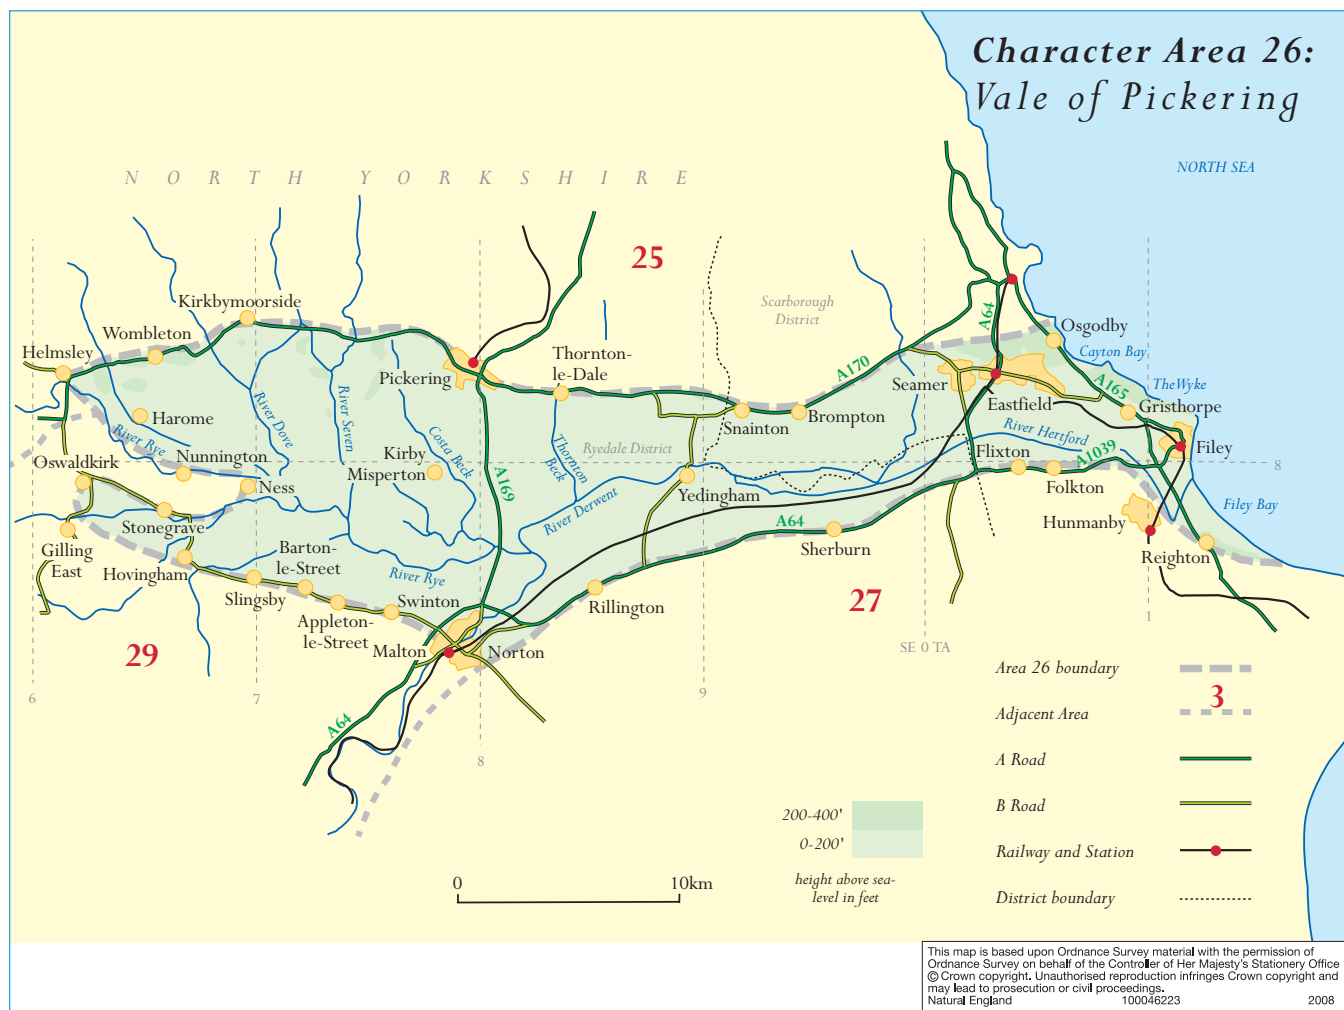 Character Area 26:
Vale of Pickering
NORTH SEA
NORTH YORKSHIRE
25
Scarborough
District
Kirkbymoorside
Wombleton
Helmsley
Osgodby
Cayton Bay
A64
A170
Thornton-
le-Dale
Pickering
Seamer
Eastfield
A165
The Wyke
Gristhorpe
Harome
River Rye
River Dove
River Seven
Costa Beck
Snainton
Brompton
River Hertford
Filey
Oswaldkirk
Nunnington
Kirby
Misperton
Ryedale District
Thornton
Beck
Flixton
A1039
8
Ness
A169
Yedingham
Folkton
Stonegrave
River Derwent
A64
Hunmanby
Filey Bay
Gilling
East
Barton-
le-Street
Sherburn
Reighton
Hovingham
River Rye
Slingsby
Swinton
Rillington
27
1
Appleton-
le-Street
29
Malton
Norton
SE 0 TA
6
7
9
A64
8
Area 26 boundary
3
Adjacent Area
A Road
B Road
Railway and Station
District boundary
200-400'
0-200'
height above sea-
level in feet
0
10km
This map is based upon Ordnance Survey material with the permission of
Ordnance Survey on behalf of the Controller of Her Majesty's Stationery Office
© Crown copyright. Unauthorised reproduction infringes Crown copyright and
may lead to prosecution or civil proceedings.
Natural England 100046223 2008